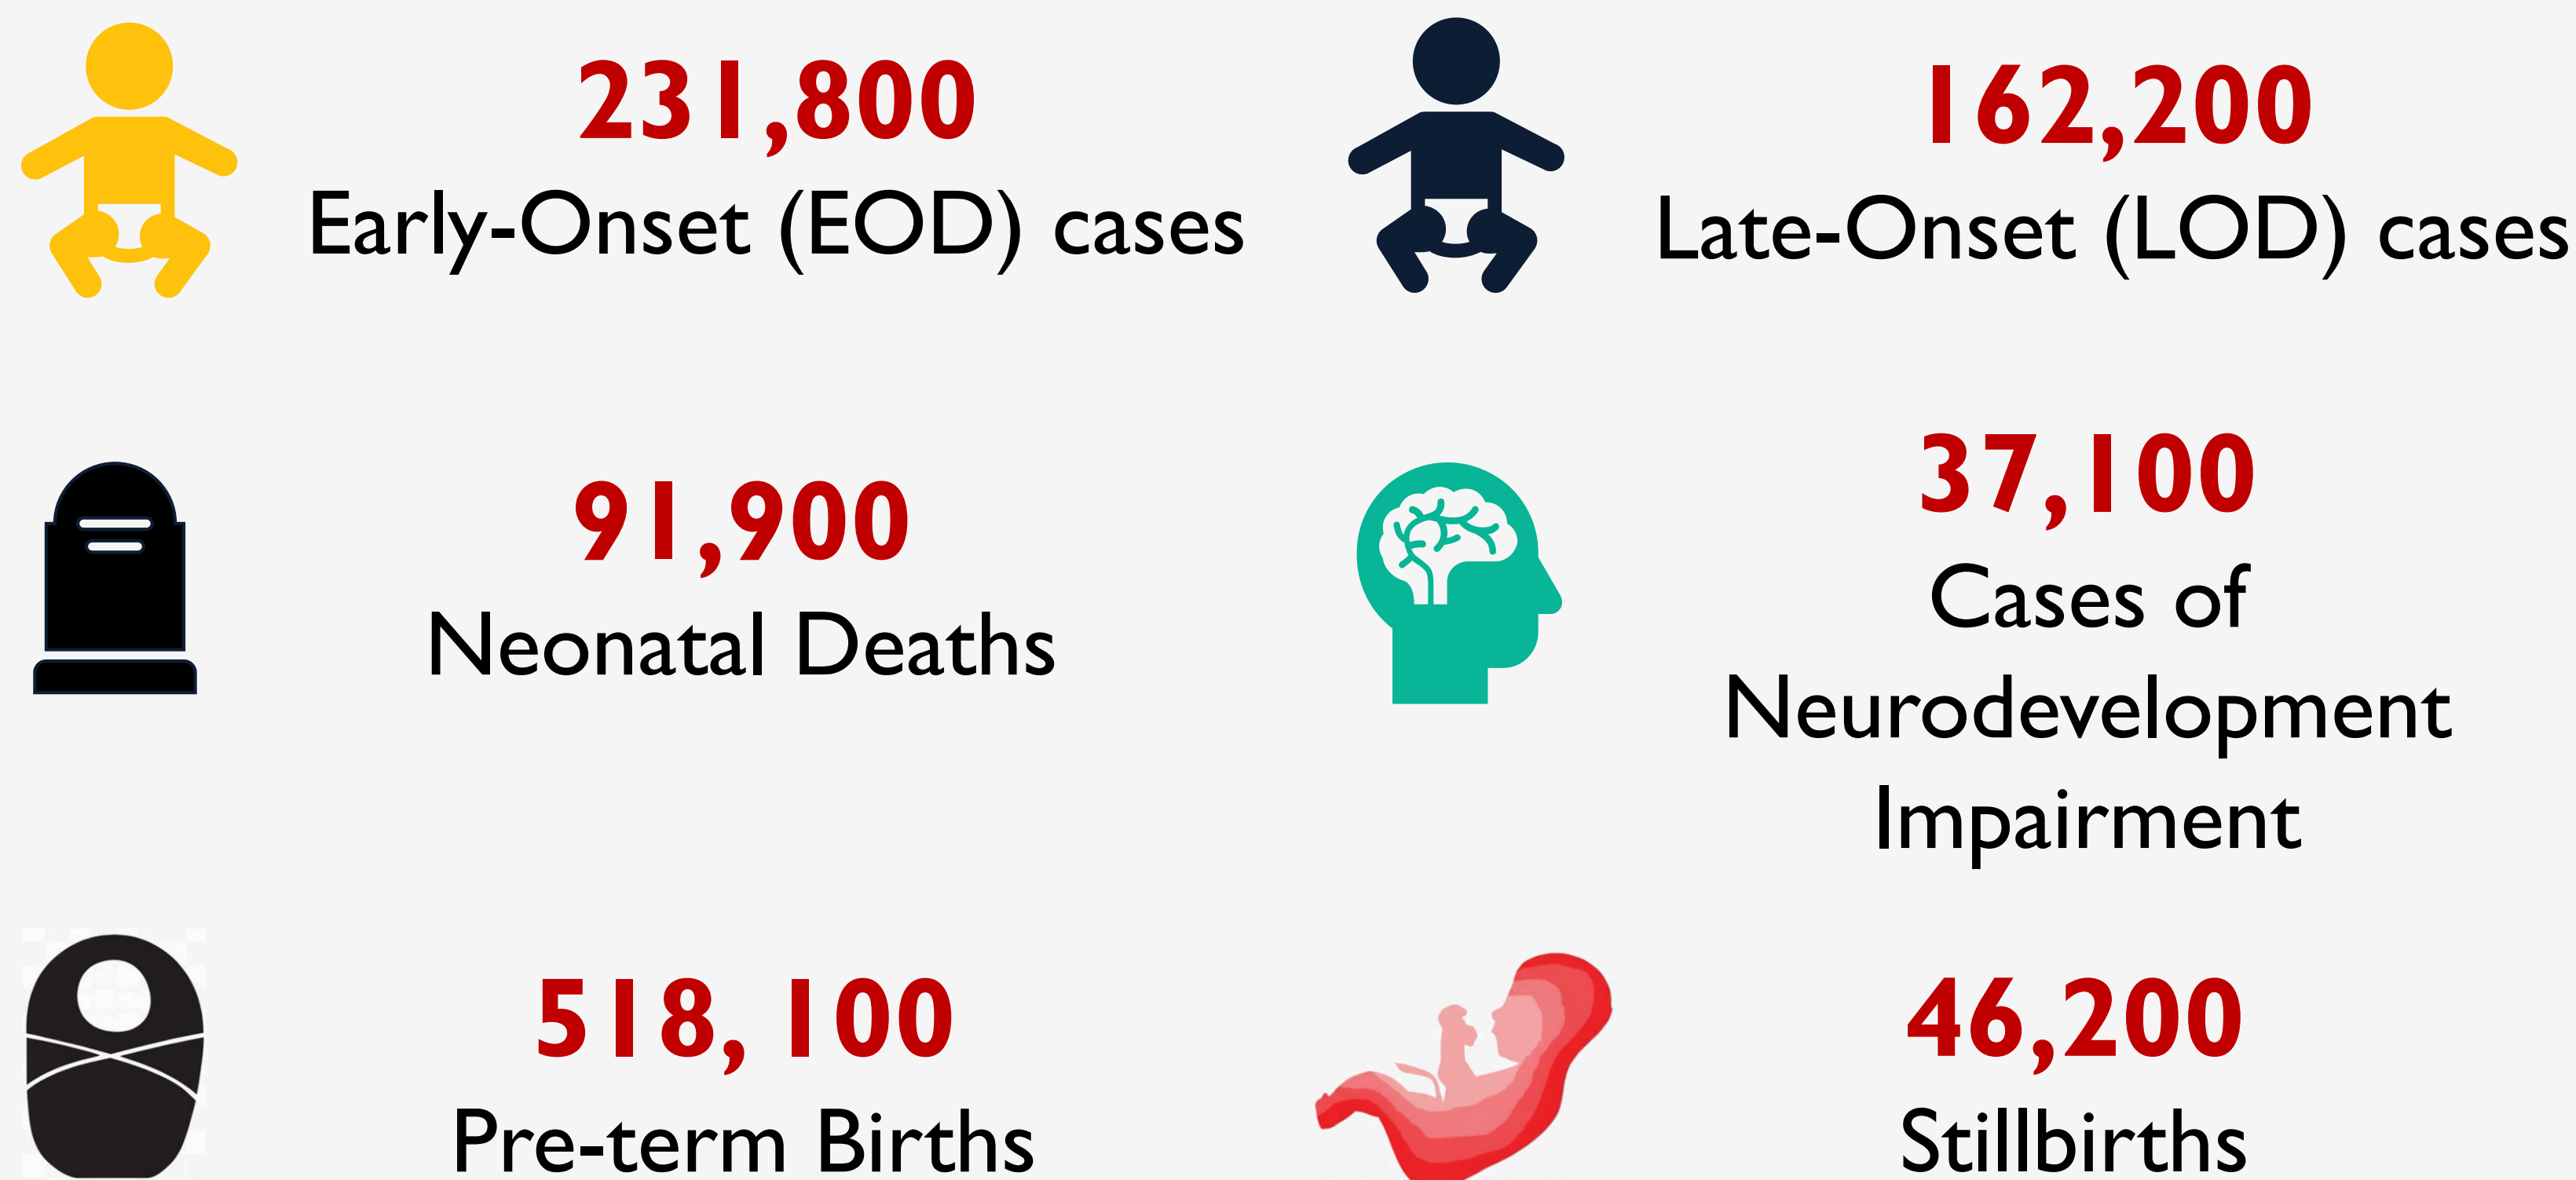 231,800
Early-Onset (EOD) cases
162,200
Late-Onset (LOD) cases
91,900
Neonatal Deaths
37,100
Cases of
Neurodevelopment
Impairment
518, 100
Pre-term Births
46,200
Stillbirths